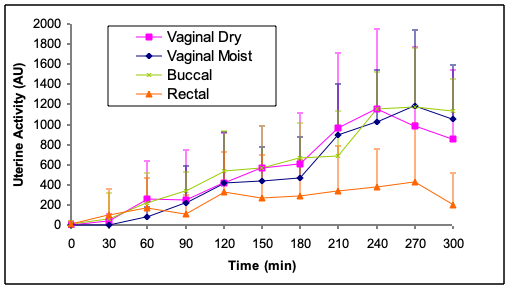 2000
1800
1600
1400
1200
1000
800
600
400
200
0
Uterine Activity (AU)
Vaginal Dry
Vaginal Moist
Buccal
Rectal
0 30 60 90 120 150 180 210 240 270 300
Time (min)